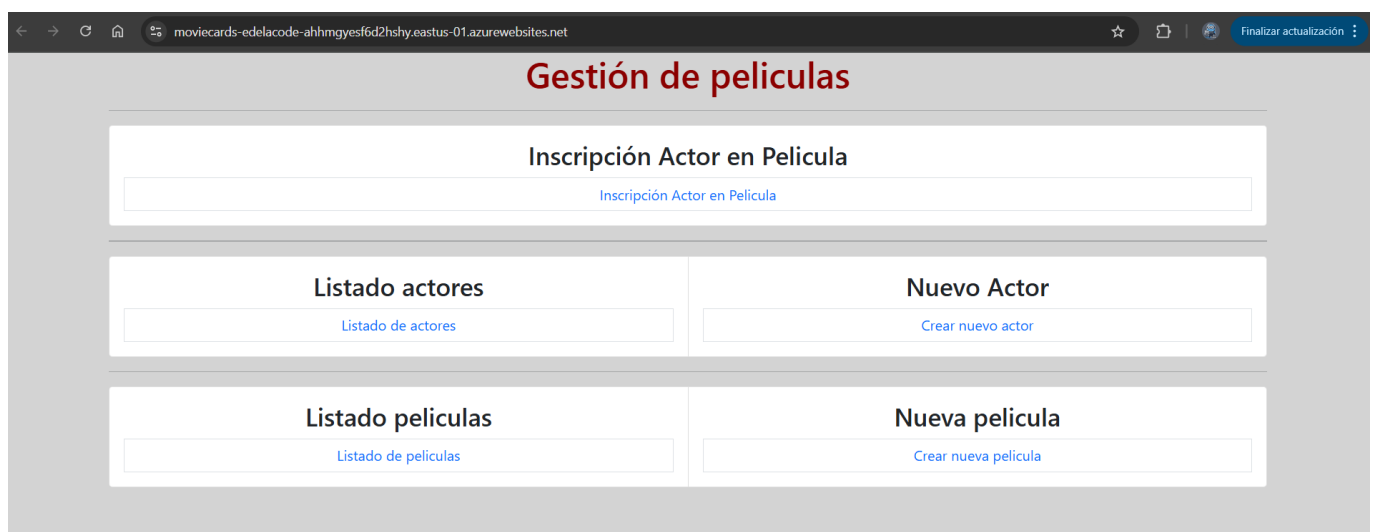 moviecards-edelacode-ahhmgyesf6d2hshy.eastus-01.azurewebsites.net
Finalizar actualización
Gestión de peliculas
Inscripción Actor en Pelicula
Inscripción Actor en Pelicula
Listado actores
Nuevo Actor
Listado de actores
Crear nuevo actor
Listado peliculas
Nueva pelicula
Listado de peliculas
Crear nueva pelicula